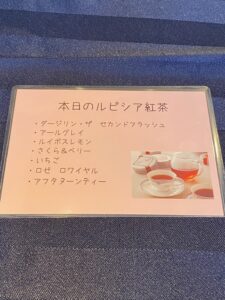 本日のルピシア紅茶
・ダージリン・ザ　セカンドフラッシュ
・アールグレイ
・ルイボスレモン
・さくら＆ベリー
・いちご
・ロゼ　ロワイヤル
・アフタヌーンティー